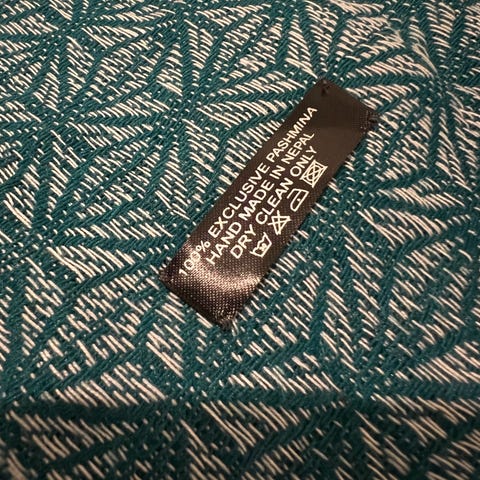 100% EXCLUSIVE PASHMINA
HAND MADE IN NEPAL
DRY CLEAN ONLY